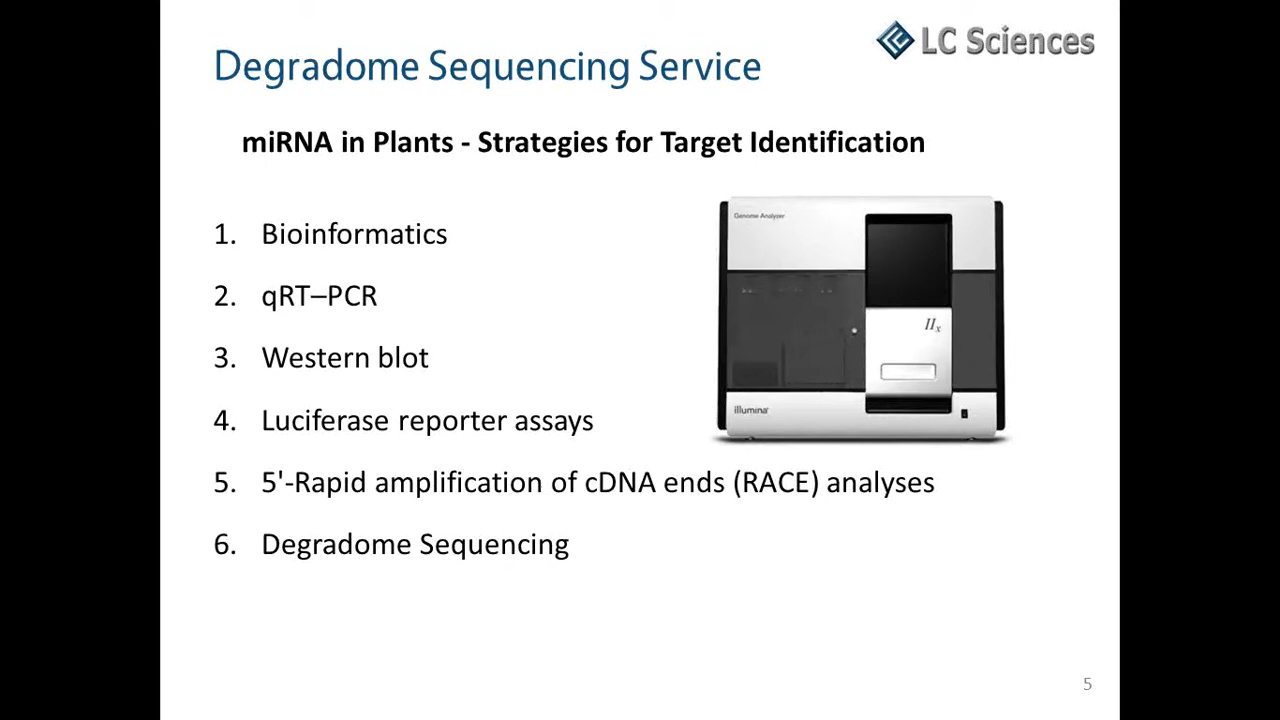 LC Sciences
Degradome Sequencing Service
miRNA in Plants - Strategies for Target Identification
1. Bioinformatics
2. qRT–PCR
3. Western blot
4. Luciferase reporter assays
5. 5'-Rapid amplification of cDNA ends (RACE) analyses
6. Degradome Sequencing
Genome Analyzer
IIx
illumina
5